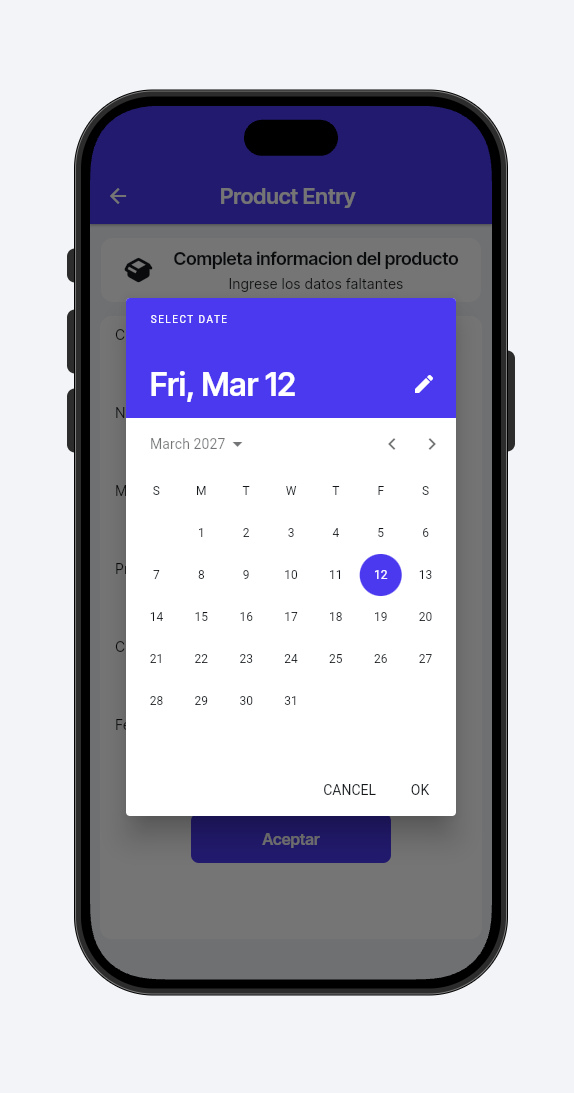 Product Entry
Completa informacion del producto
Ingrese los datos faltantes
SELECT DATE
Fri, Mar 12
March 2027
S M T W T F S
1 2 3 4 5 6
7 8 9 10 11 12 13
14 15 16 17 18 19 20
21 22 23 24 25 26 27
28 29 30 31
CANCEL OK
Aceptar